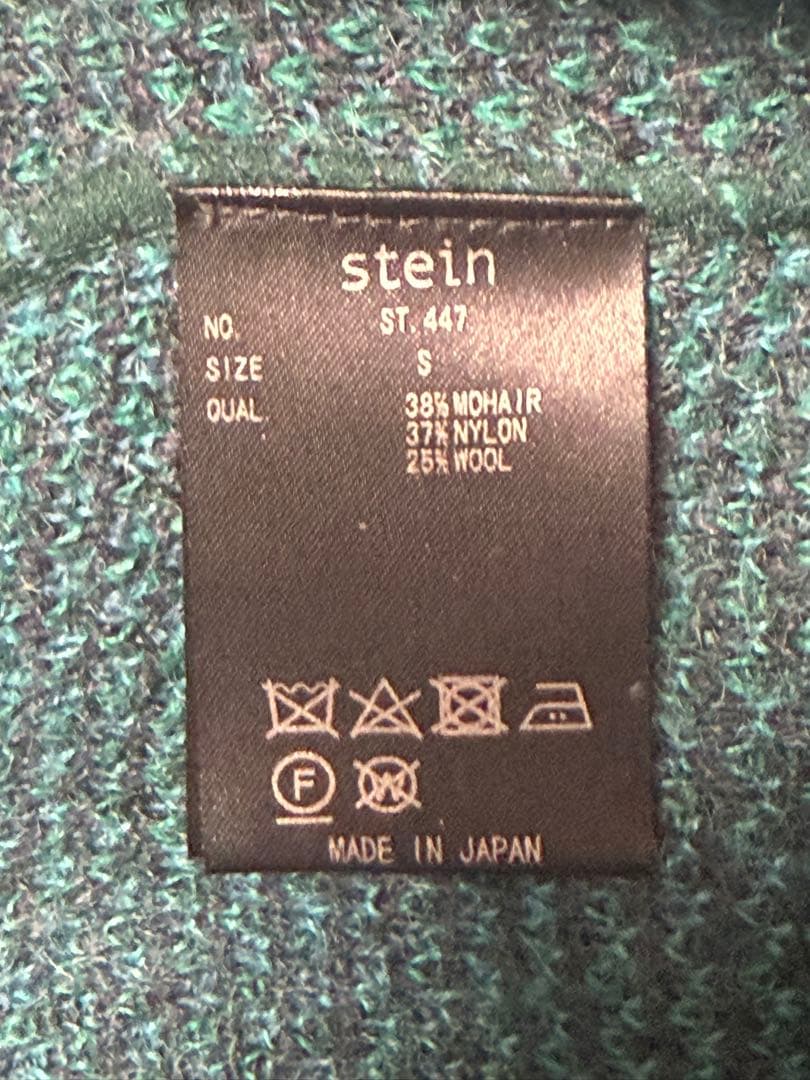 stein
NO. ST.447
SIZE S
QUAL. 38%MOHAIR
37%NYLON
25%WOOL
F W
MADE IN JAPAN